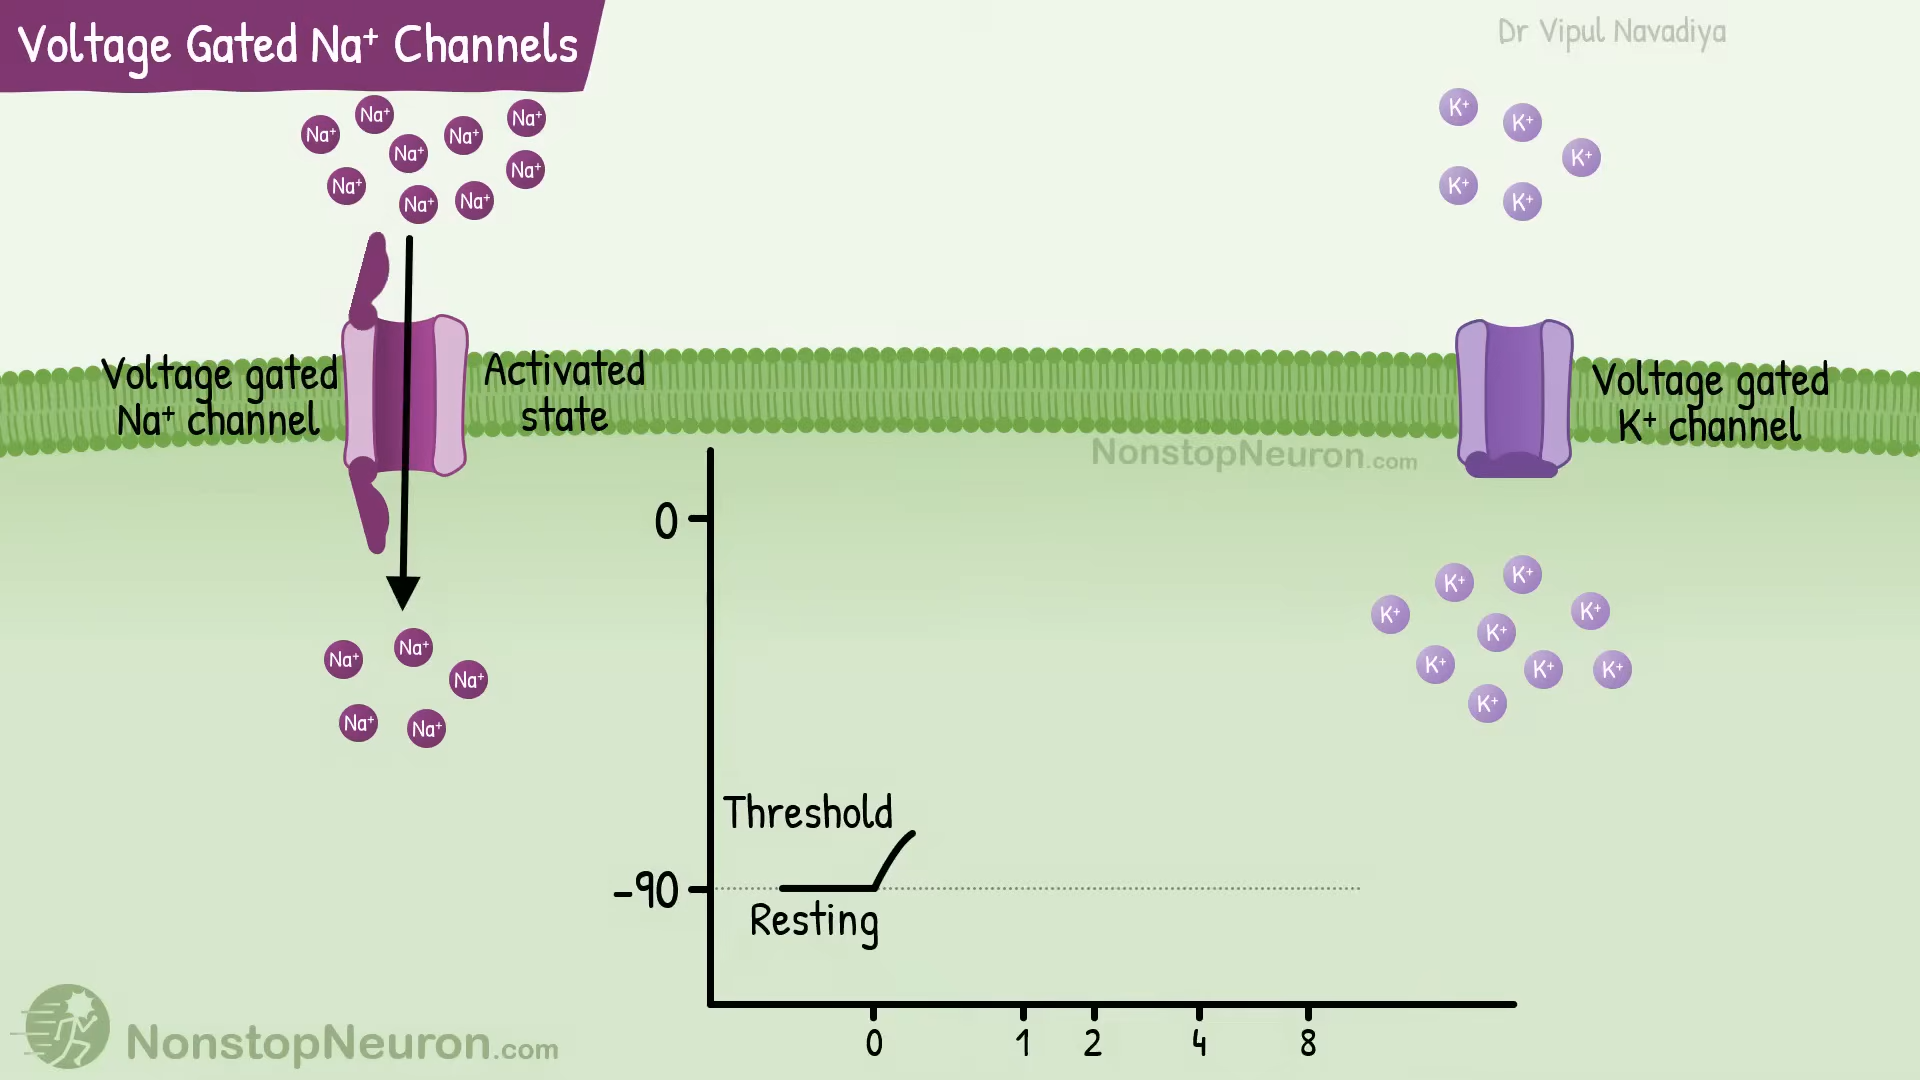 Voltage Gated Na⁺ Channels
Dr Vipul Navadiya
Na⁺
Na⁺
Na⁺
Na⁺
Na⁺
Na⁺
Na⁺
Na⁺
Na⁺
K⁺
K⁺
K⁺
K⁺
K⁺
Voltage gated
Na⁺ channel
Activated
state
Voltage gated
K⁺ channel
NonstopNeuron.com
Na⁺
Na⁺
Na⁺
Na⁺
Na⁺
K⁺
K⁺
K⁺
K⁺
K⁺
K⁺
K⁺
K⁺
K⁺
0
Threshold
-90
Resting
0 1 2 4 8
NonstopNeuron.com